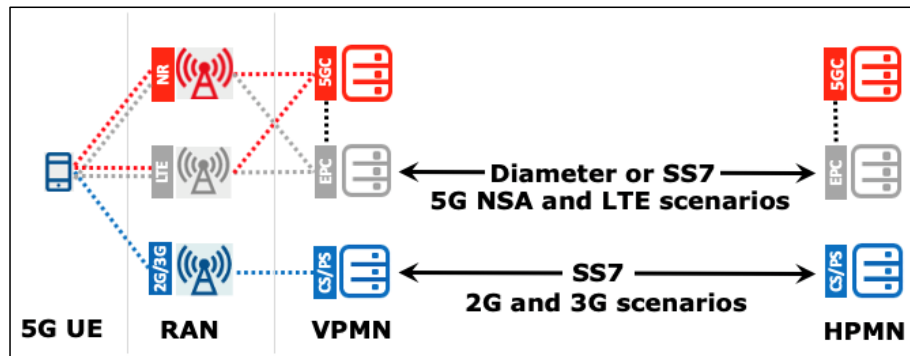 NR
5GC
5GC
LTE
EPC
Diameter or SS7
EPC
5G NSA and LTE scenarios
2G/3G
CS/PS
SS7
CS/PS
2G and 3G scenarios
5G UE
RAN
VPMN
HPMN